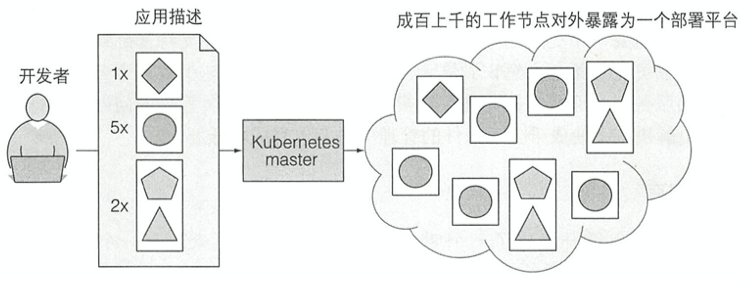 应用描述
成百上千的工作节点对外暴露为一个部署平台
开发者
1x
5x
2x
Kubernetes
master